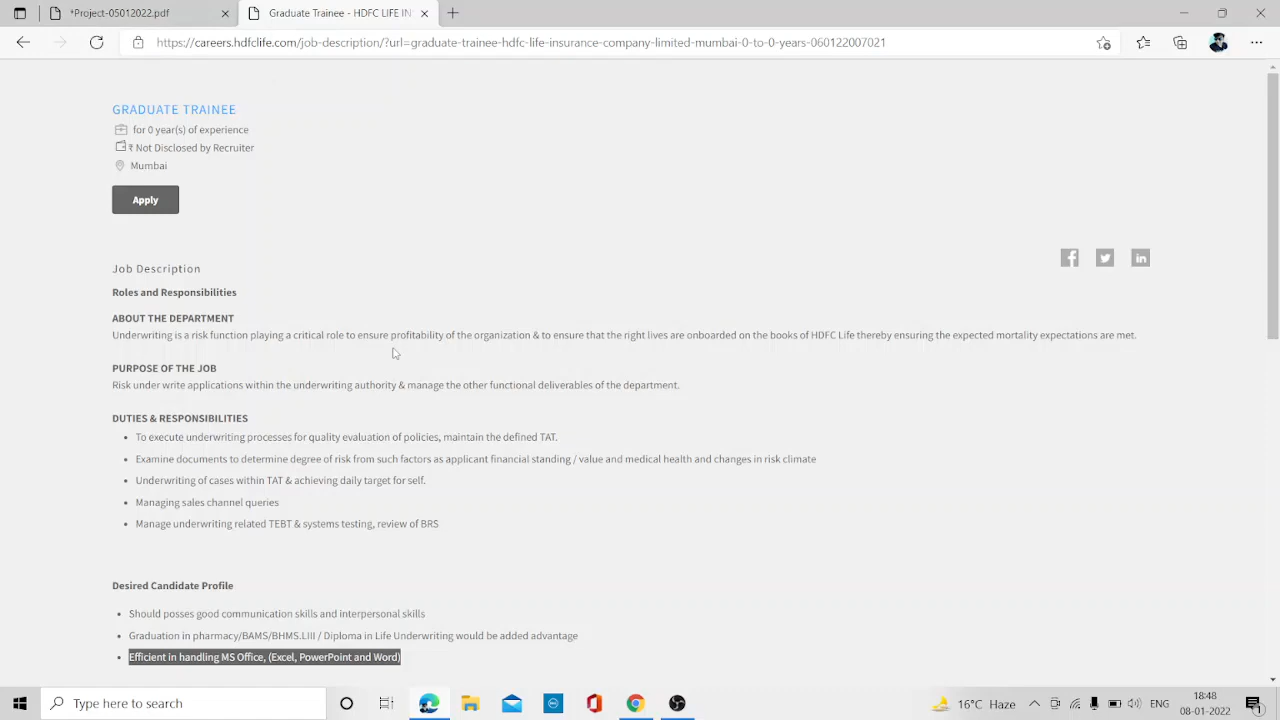 *Project-05012022.pdf
Graduate Trainee - HDFC LIFE IN
https://careers.hdfclife.com/job-description/?url=graduate-trainee-hdfc-life-insurance-company-limited-mumbai-0-to-0-years-060122007021
GRADUATE TRAINEE
for 0 year(s) of experience
₹ Not Disclosed by Recruiter
Mumbai
Apply
Job Description
Roles and Responsibilities
ABOUT THE DEPARTMENT
Underwriting is a risk function playing a critical role to ensure profitability of the organization & to ensure that the right lives are onboarded on the books of HDFC Life thereby ensuring the expected mortality expectations are met.
PURPOSE OF THE JOB
Risk under write applications within the underwriting authority & manage the other functional deliverables of the department.
DUTIES & RESPONSIBILITIES
• To execute underwriting processes for quality evaluation of policies, maintain the defined TAT.
• Examine documents to determine degree of risk from such factors as applicant financial standing / value and medical health and changes in risk climate
• Underwriting of cases within TAT & achieving daily target for self.
• Managing sales channel queries
• Manage underwriting related TEBT & systems testing, review of BRS
Desired Candidate Profile
• Should posses good communication skills and interpersonal skills
• Graduation in pharmacy/BAMS/BHMS.LIII / Diploma in Life Underwriting would be added advantage
• Efficient in handling MS Office, (Excel, PowerPoint and Word)
Type here to search
16°C Haze
18:48
08-01-2022